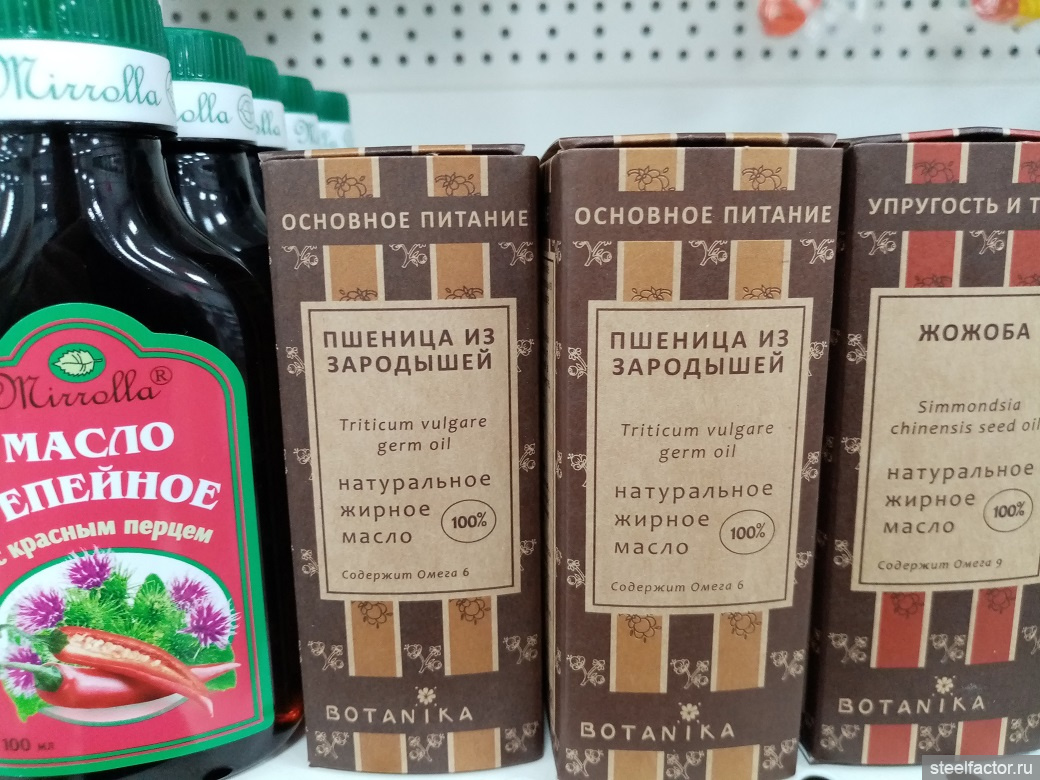 Mirrolla
olla
Mirrolla®
МАСЛО
ЕПЕЙНОЕ
с красным перцем
100 мл
ОСНОВНОЕ ПИТАНИЕ
ПШЕНИЦА ИЗ
ЗАРОДЫШЕЙ
Triticum vulgare
germ oil
натуральное
жирное
масло
100%
Содержит Омега 6
BOTANIKA
ОСНОВНОЕ ПИТАНИЕ
ПШЕНИЦА ИЗ
ЗАРОДЫШЕЙ
Triticum vulgare
germ oil
натуральное
жирное
масло
100%
Содержит Омега 6
BOTANIKA
УПРУГОСТЬ И Т
ЖОЖОБА
Simmondsia
chinensis seed oil
натуральное
жирное
масло
100%
Содержит Омега 9
BOTANIKA
steelfactor.ru